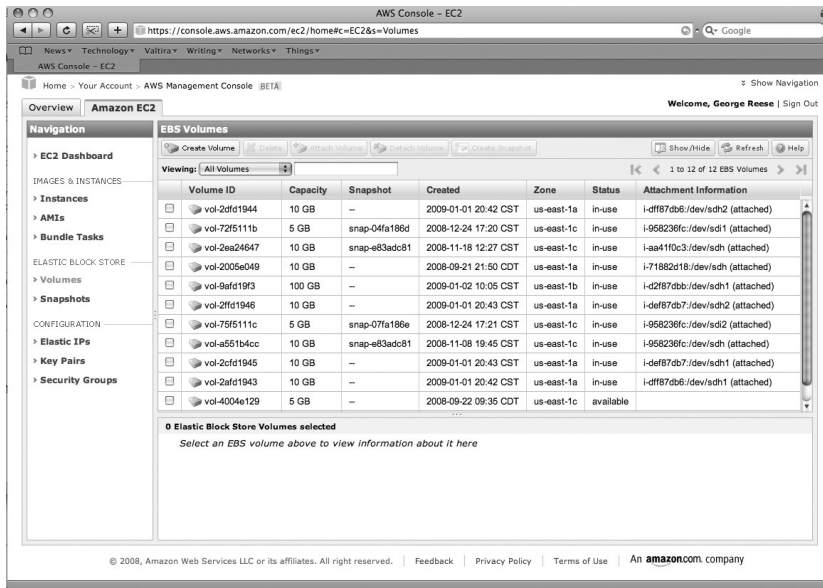 AWS Console – EC2
https://console.aws.amazon.com/ec2/home#c=EC2&s=Volumes
Google
News Technology Valtira Writing Networks Things
AWS Console – EC2
Home > Your Account > AWS Management Console BETA
Show Navigation
Overview Amazon EC2
Welcome, George Reese | Sign Out
Navigation
> EC2 Dashboard
IMAGES & INSTANCES
> Instances
> AMIs
> Bundle Tasks
ELASTIC BLOCK STORE
> Volumes
> Snapshots
CONFIGURATION
> Elastic IPs
> Key Pairs
> Security Groups
EBS Volumes
Create Volume Delete Attach Volume Detach Volume Create Snapshot Show/Hide Refresh Help
Viewing: All Volumes 1 to 12 of 12 EBS Volumes
Volume ID Capacity Snapshot Created Zone Status Attachment Information
vol-2dfd1944 10 GB -- 2009-01-01 20:42 CST us-east-1a in-use i-dff87db6:/dev/sdh2 (attached)
vol-72f5111b 5 GB snap-04fa186d 2008-12-24 17:20 CST us-east-1c in-use i-958236fc:/dev/sdi1 (attached)
vol-2ea24647 10 GB snap-e83adc81 2008-11-18 12:27 CST us-east-1c in-use i-aa41f0c3:/dev/sdh (attached)
vol-2005e049 10 GB -- 2008-09-21 21:50 CDT us-east-1a in-use i-71882d18:/dev/sdh (attached)
vol-9afd19f3 100 GB -- 2009-01-02 10:05 CST us-east-1b in-use i-d2f87dbb:/dev/sdh1 (attached)
vol-2ffd1946 10 GB -- 2009-01-01 20:43 CST us-east-1a in-use i-def87db7:/dev/sdh2 (attached)
vol-75f5111c 5 GB snap-07fa186e 2008-12-24 17:21 CST us-east-1c in-use i-958236fc:/dev/sdi2 (attached)
vol-a551b4cc 10 GB snap-e83adc81 2008-11-08 19:45 CST us-east-1c in-use i-958236fc:/dev/sdh (attached)
vol-2cfd1945 10 GB -- 2009-01-01 20:43 CST us-east-1a in-use i-def87db7:/dev/sdh1 (attached)
vol-2afd1943 10 GB -- 2009-01-01 20:42 CST us-east-1a in-use i-dff87db6:/dev/sdh1 (attached)
vol-4004e129 5 GB -- 2008-09-22 09:35 CDT us-east-1c available
0 Elastic Block Store Volumes selected
Select an EBS volume above to view information about it here
© 2008, Amazon Web Services LLC or its affiliates. All right reserved. | Feedback | Privacy Policy | Terms of Use | An amazon.com. company